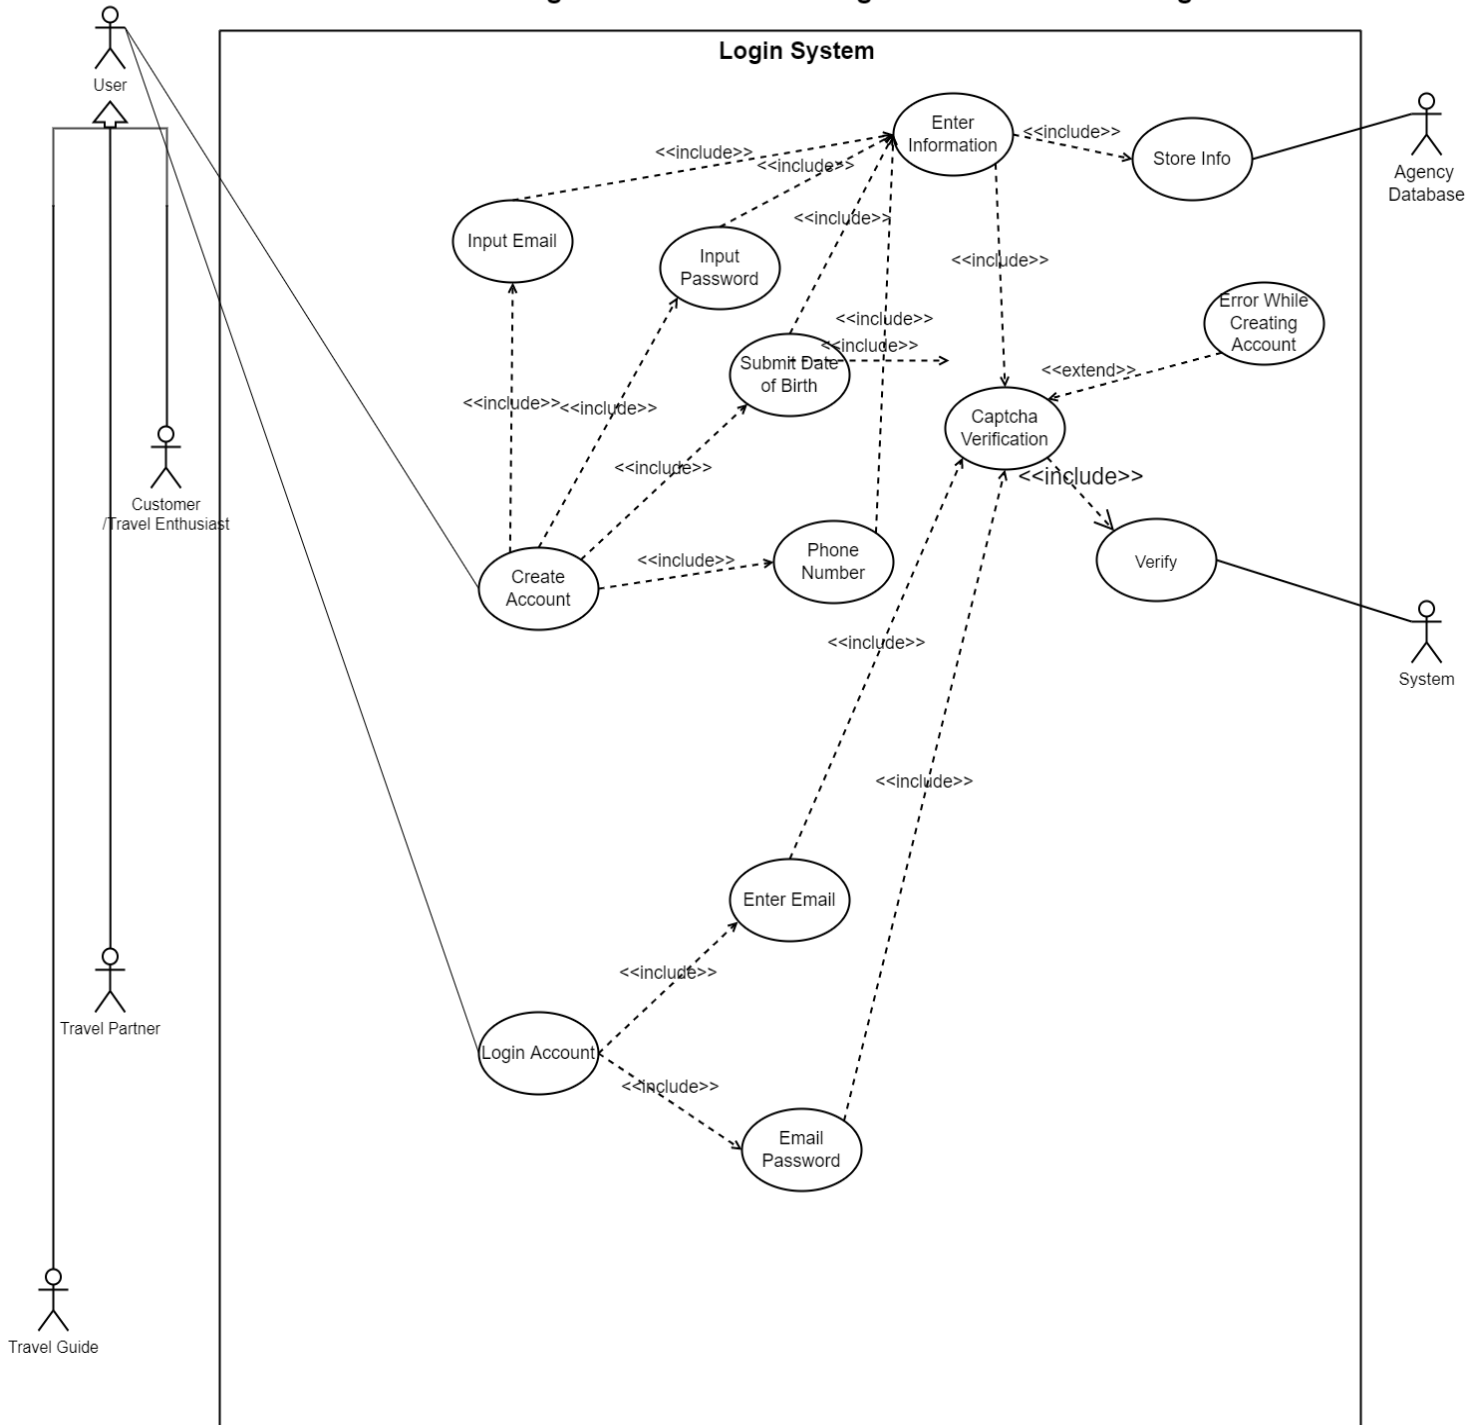 Login System
User
Enter
Information
<<include>>
Store Info
Agency
Database
<<include>>
<<include>>
<<include>>
Input Email
Input
Password
<<include>>
Error While
Creating
Account
<<include>>
<<include>>
Submit Date
of Birth
<<extend>>
<<include>>
<<include>>
Captcha
Verification
<<include>>
<<include>>
Customer
/Travel Enthusiast
Phone
Number
<<include>>
Create
Account
Verify
<<include>>
System
<<include>>
Enter Email
<<include>>
Travel Partner
Login Account
<<include>>
Email
Password
Travel Guide